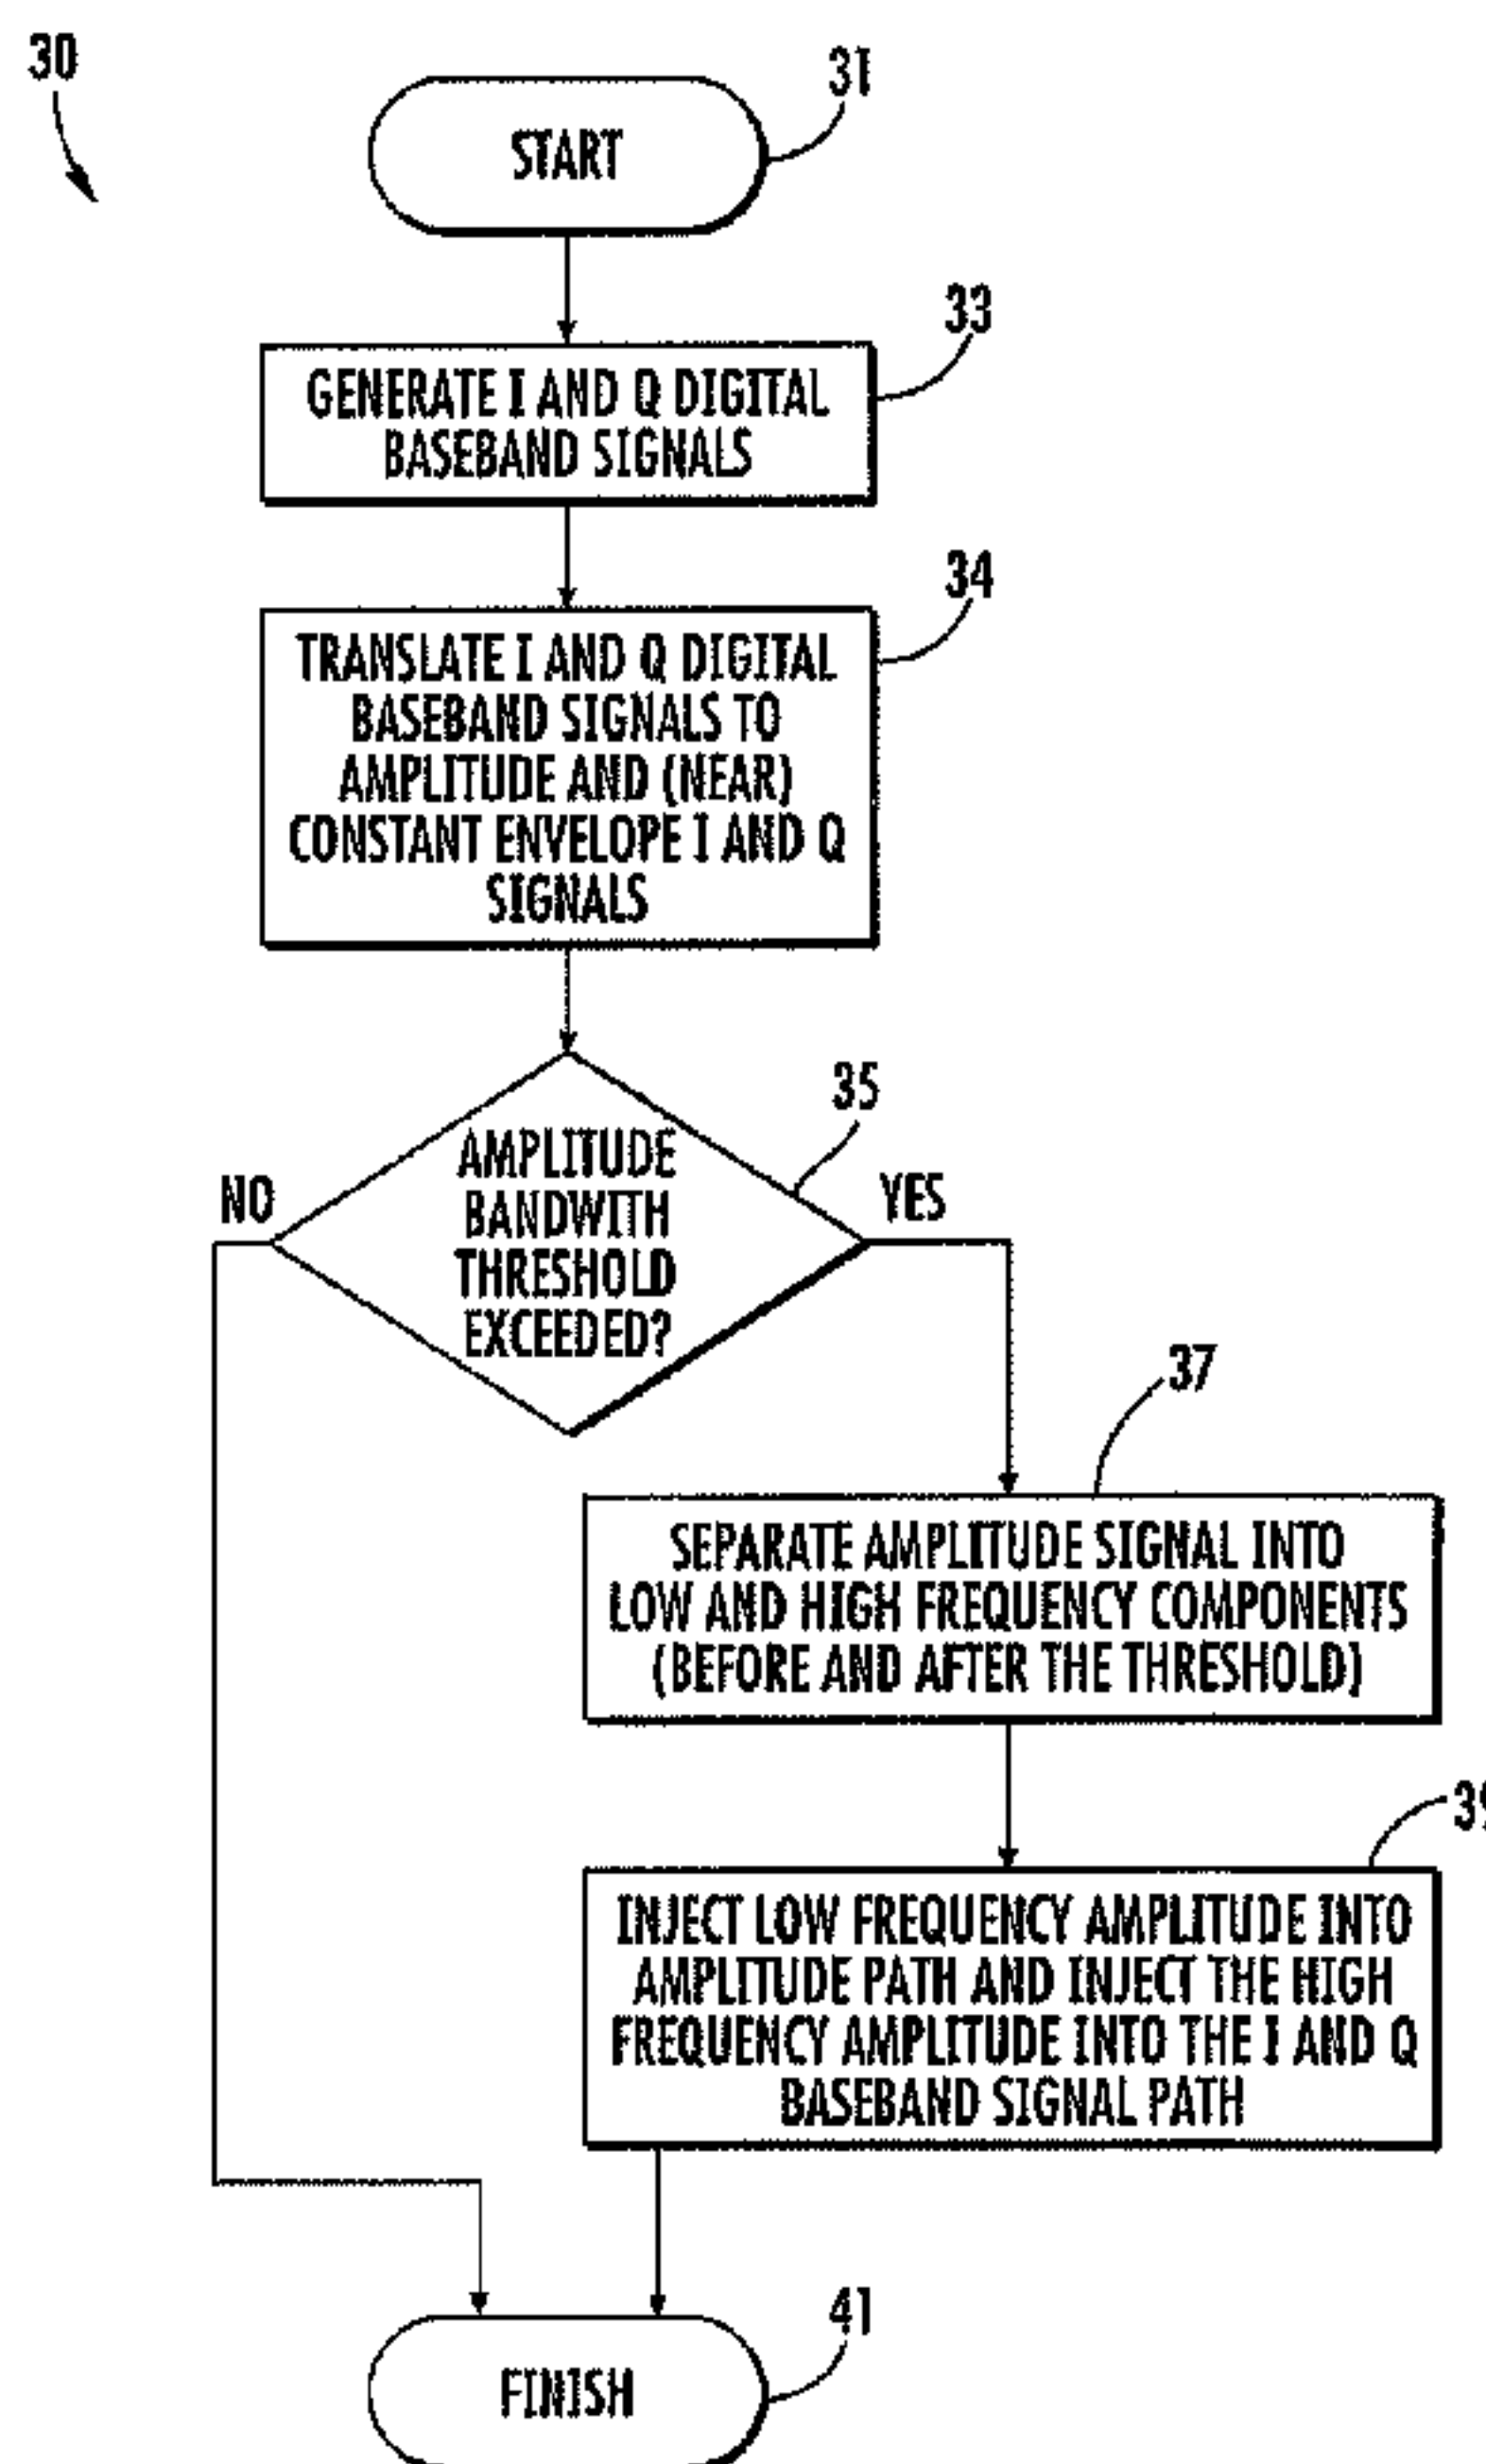 30
31
START
33
GENERATE I AND Q DIGITAL
BASEBAND SIGNALS
34
TRANSLATE I AND Q DIGITAL
BASEBAND SIGNALS TO
AMPLITUDE AND (NEAR)
CONSTANT ENVELOPE I AND Q
SIGNALS
35
AMPLITUDE
BANDWITH
THRESHOLD
EXCEEDED?
NO
YES
37
SEPARATE AMPLITUDE SIGNAL INTO
LOW AND HIGH FREQUENCY COMPONENTS
(BEFORE AND AFTER THE THRESHOLD)
39
INJECT LOW FREQUENCY AMPLITUDE INTO
AMPLITUDE PATH AND INJECT THE HIGH
FREQUENCY AMPLITUDE INTO THE I AND Q
BASEBAND SIGNAL PATH
41
FINISH